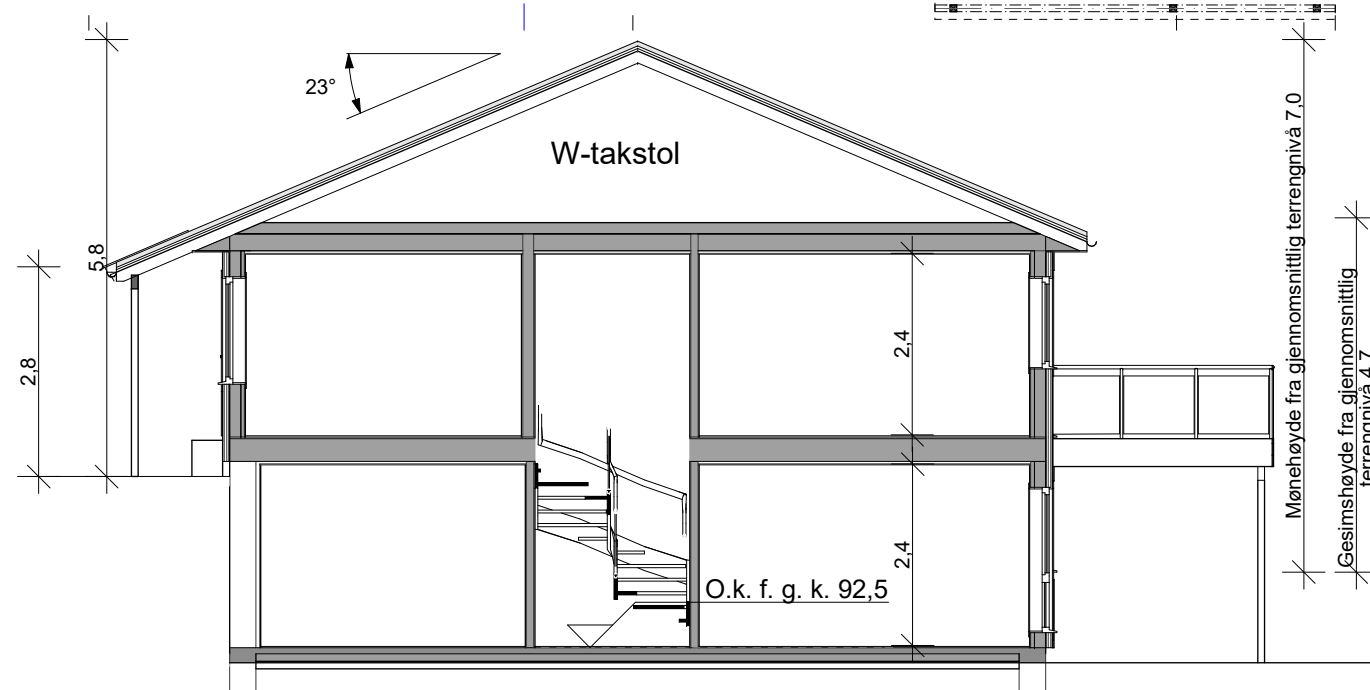 23°
W-takstol
5,8
2,8
2,4
2,4
O.k. f. g. k. 92,5
Mønehøyde fra gjennomsnittlig terrengnivå 7,0
Gesimshøyde fra gjennomsnittlig
terrengnivå 4,7